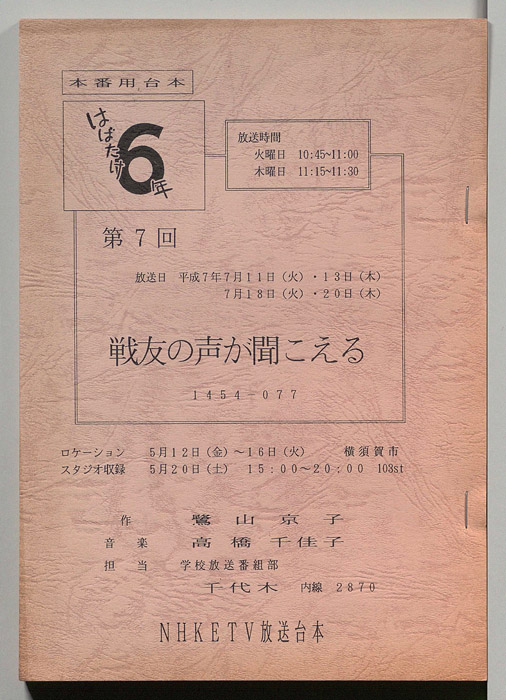 本番用台本
はばたけ6年
放送時間
火曜日 10:45~11:00
木曜日 11:15~11:30
第7回
放送日 平成7年7月11日(火)・13日(木)
7月18日(火)・20日(木)
戦友の声が聞こえる
1454-077
ロケーション 5月12日(金)~16日(火) 横須賀市
スタジオ収録 5月20日(土) 15:00~20:00 103st
作 鷺山京子
音楽 高橋千佳子
担当 学校放送番組部
千代木 内線 2870
NHKETV放送台本